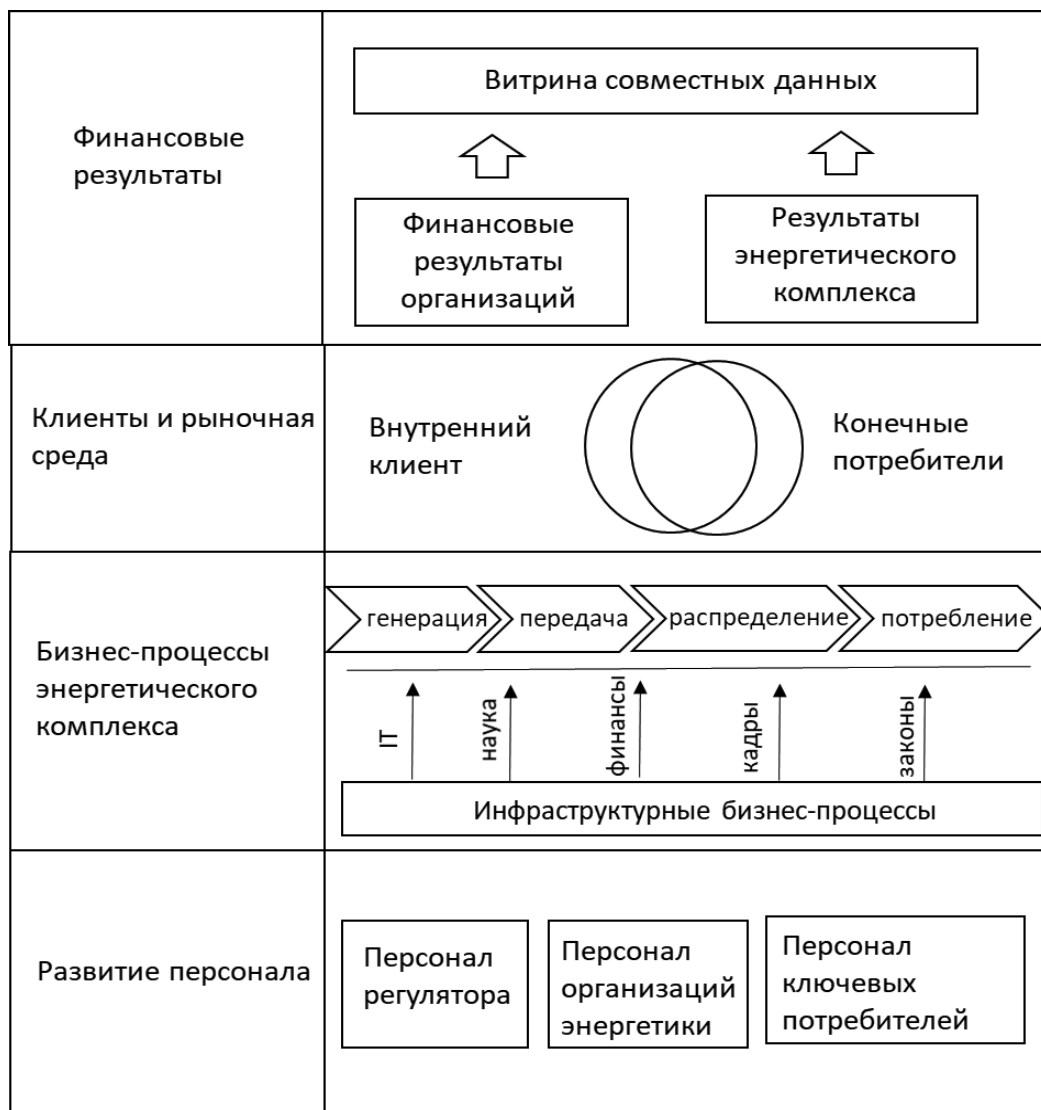 Финансовые
результаты
Витрина совместных данных
Финансовые
результаты
организаций
Результаты
энергетического
комплекса
Клиенты и рыночная
среда
Внутренний
клиент
Конечные
потребители
Бизнес-процессы
энергетического
комплекса
генерация
передача
распределение
потребление
IT
наука
финансы
кадры
законы
Инфраструктурные бизнес-процессы
Развитие персонала
Персонал
регулятора
Персонал
организаций
энергетики
Персонал
ключевых
потребителей